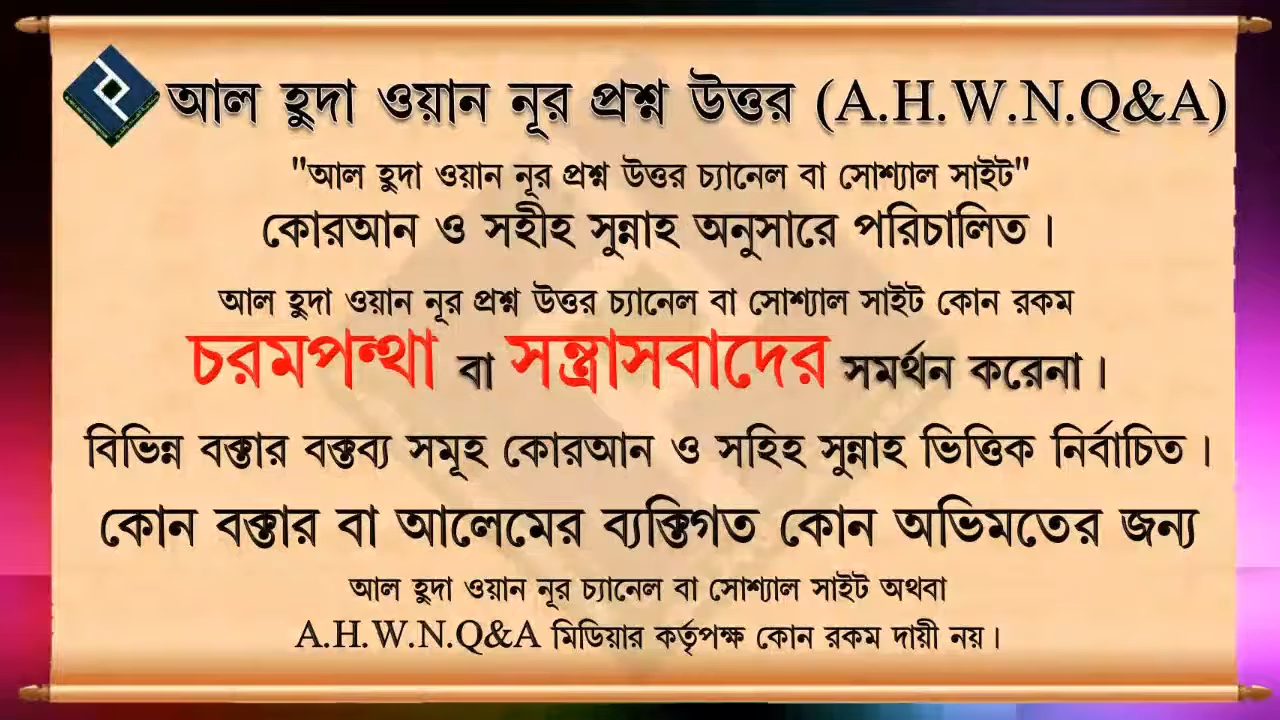 আল হুদা ওয়ান নূর প্রশ্ন উত্তর (A.H.W.N.Q&A)
"আল হুদা ওয়ান নূর প্রশ্ন উত্তর চ্যানেল বা সোশ্যাল সাইট"
কোরআন ও সহীহ সুন্নাহ অনুসারে পরিচালিত ।
আল হুদা ওয়ান নূর প্রশ্ন উত্তর চ্যানেল বা সোশ্যাল সাইট কোন রকম
চরমপন্থা বা সন্ত্রাসবাদের সমর্থন করেনা ।
বিভিন্ন বক্তার বক্তব্য সমূহ কোরআন ও সহিহ সুন্নাহ ভিত্তিক নির্বাচিত ।
কোন বক্তার বা আলেমের ব্যক্তিগত কোন অভিমতের জন্য
আল হুদা ওয়ান নূর চ্যানেল বা সোশ্যাল সাইট অথবা
A.H.W.N.Q&A মিডিয়ার কর্তৃপক্ষ কোন রকম দায়ী নয় ।